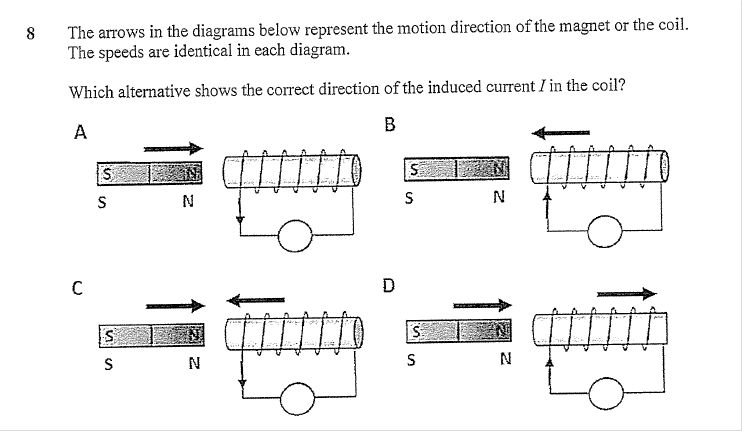 8 The arrows in the diagrams below represent the motion direction of the magnet or the coil.
The speeds are identical in each diagram.
Which alternative shows the correct direction of the induced current I in the coil?
A
B
S N
S N
S N
S N
C
D
S N
S N
S N
S N